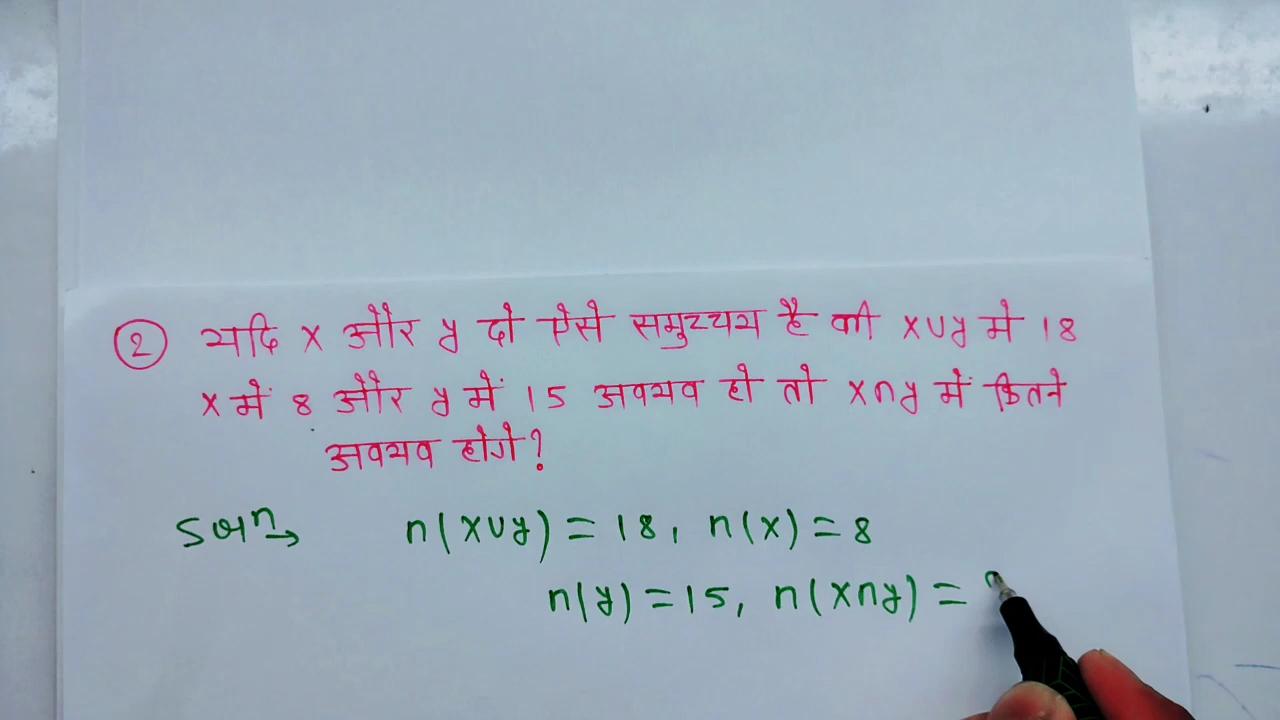 ② यदि x और y दो ऐसे समुच्चय है की x∪y मे 18
x में 8 और y में 15 अवयव हो तो x∩y में कितने
अवयव होगे?
Soln→ n(x∪y) = 18, n(x) = 8
n(y) = 15, n(x∩y) =